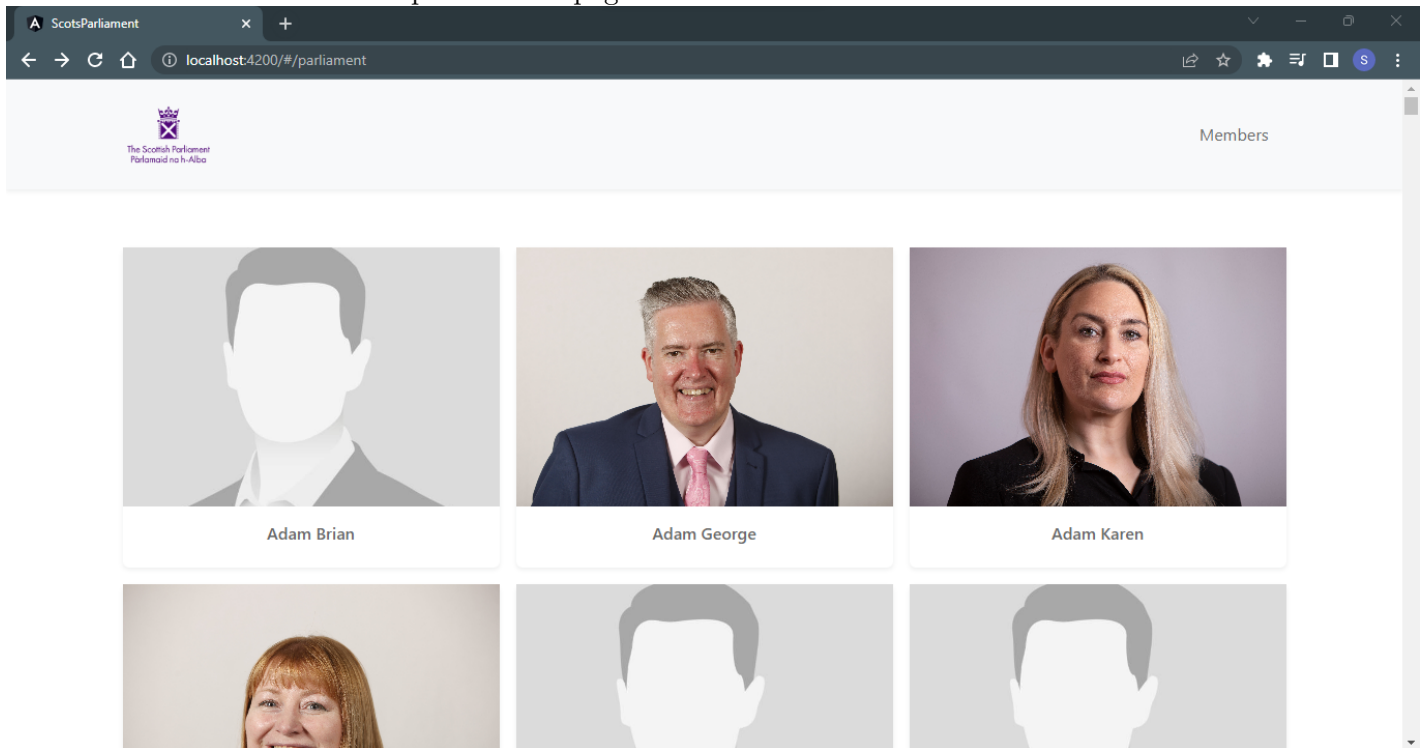 ScotsParliament
localhost:4200/#/parliament
S
The Scottish Parliament
Pàrlamaid na h-Alba
Members
Adam Brian
Adam George
Adam Karen